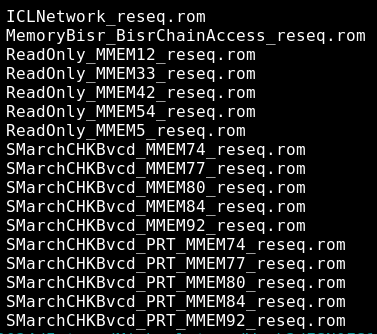 ICLNetwork_reseq.rom
MemoryBisr_BisrChainAccess_reseq.rom
ReadOnly_MMEM12_reseq.rom
ReadOnly_MMEM33_reseq.rom
ReadOnly_MMEM42_reseq.rom
ReadOnly_MMEM54_reseq.rom
ReadOnly_MMEM5_reseq.rom
SMarchCHKBvcd_MMEM74_reseq.rom
SMarchCHKBvcd_MMEM77_reseq.rom
SMarchCHKBvcd_MMEM80_reseq.rom
SMarchCHKBvcd_MMEM84_reseq.rom
SMarchCHKBvcd_MMEM92_reseq.rom
SMarchCHKBvcd_PRT_MMEM74_reseq.rom
SMarchCHKBvcd_PRT_MMEM77_reseq.rom
SMarchCHKBvcd_PRT_MMEM80_reseq.rom
SMarchCHKBvcd_PRT_MMEM84_reseq.rom
SMarchCHKBvcd_PRT_MMEM92_reseq.rom